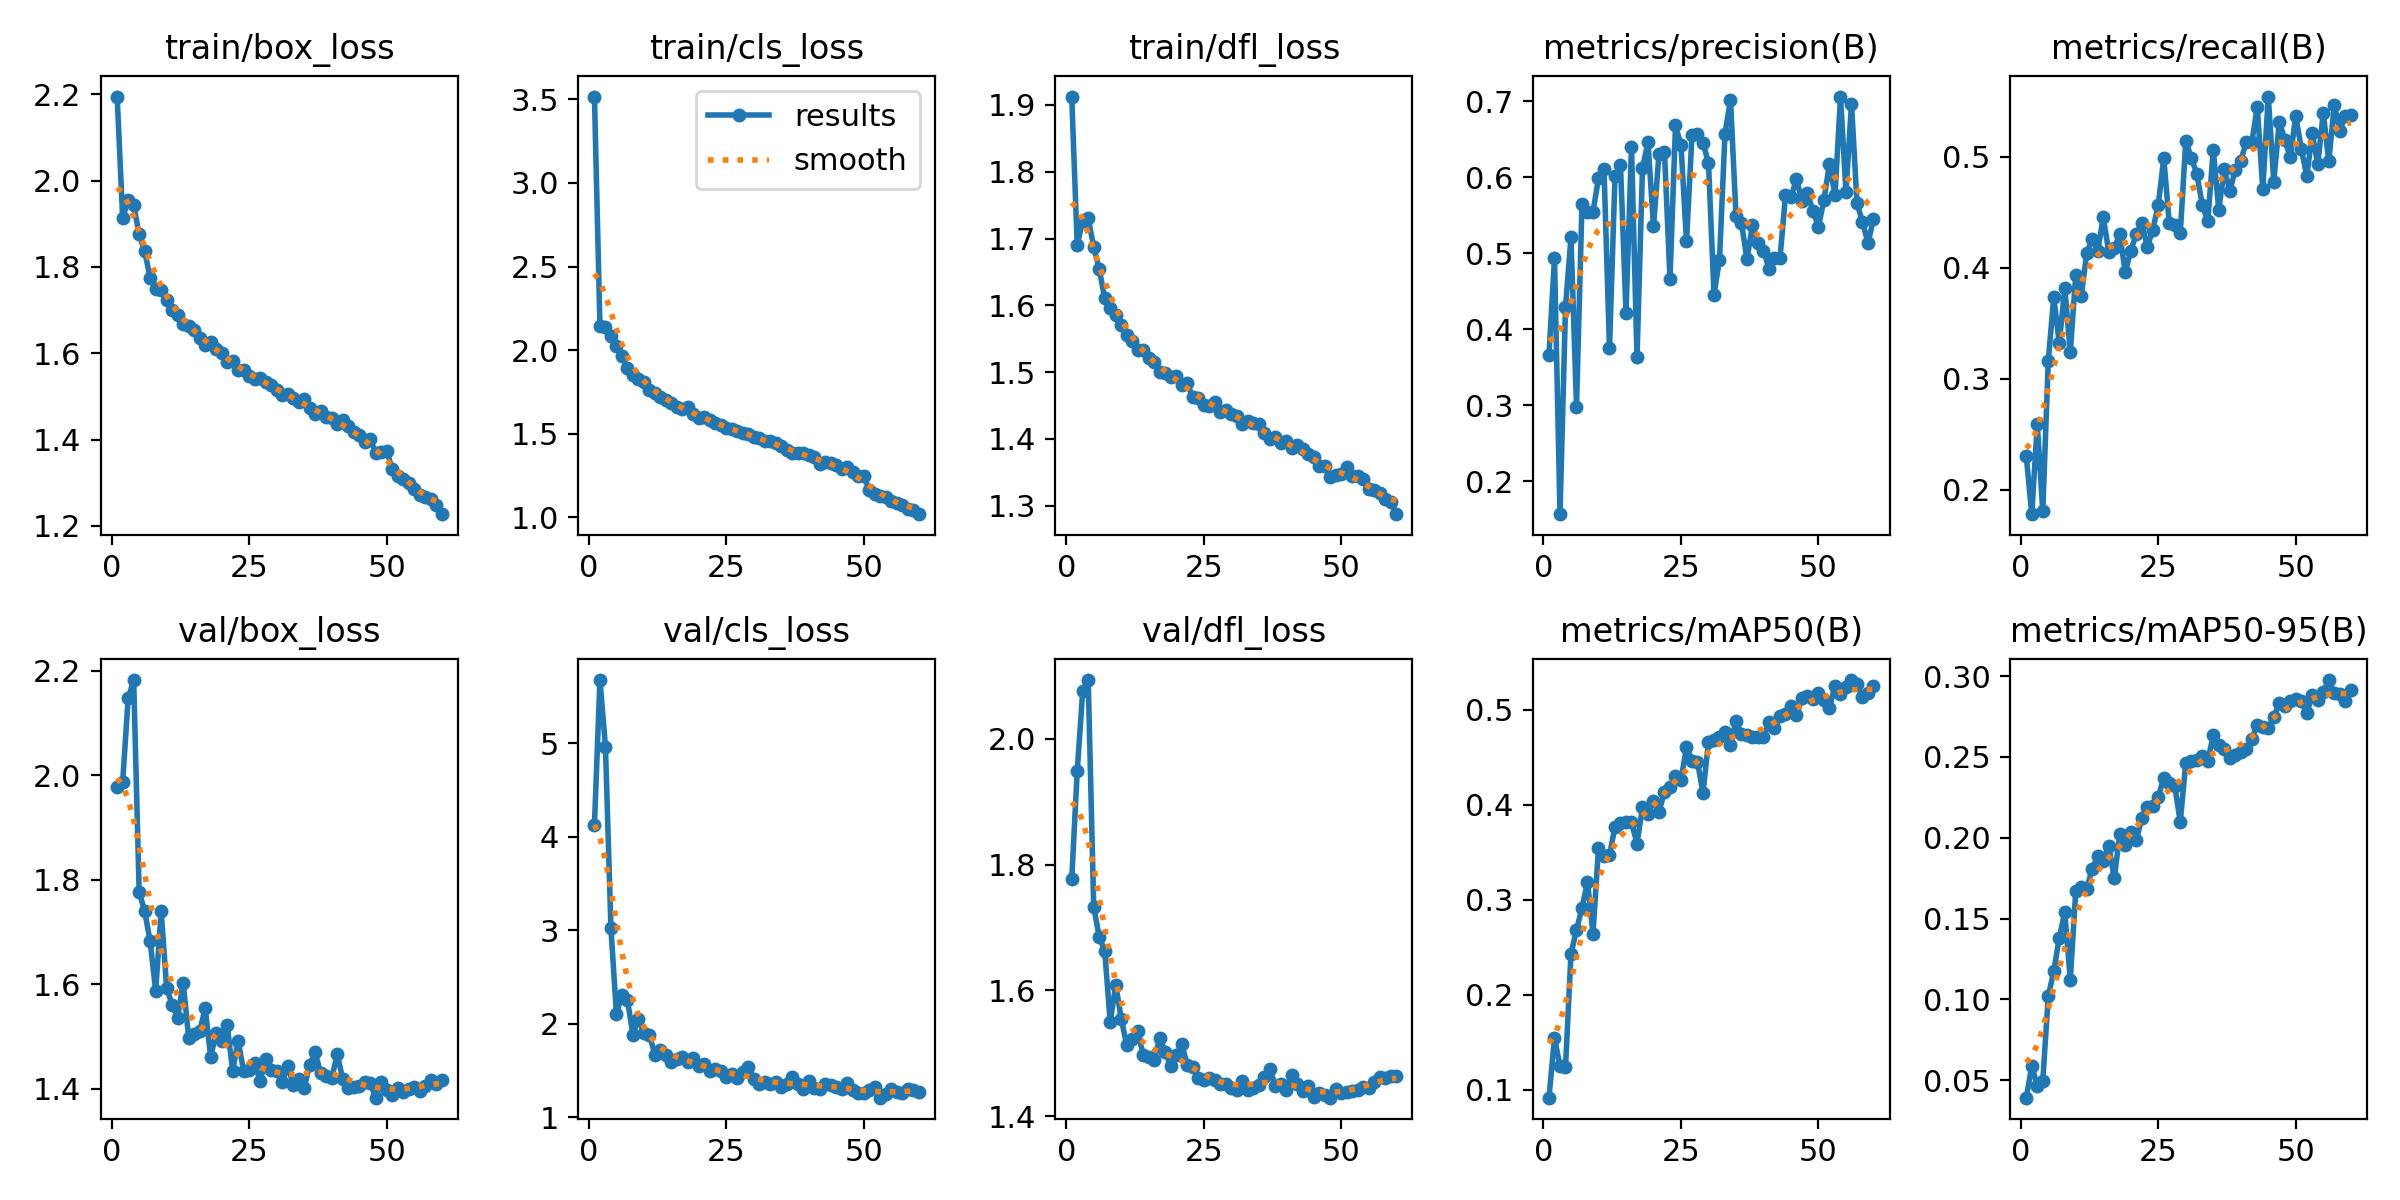 train/box_loss
2.2
2.0
1.8
1.6
1.4
1.2
0 25 50
train/cls_loss
results
smooth
3.5
3.0
2.5
2.0
1.5
1.0
0 25 50
train/dfl_loss
1.9
1.8
1.7
1.6
1.5
1.4
1.3
0 25 50
metrics/precision(B)
0.7
0.6
0.5
0.4
0.3
0.2
0 25 50
metrics/recall(B)
0.5
0.4
0.3
0.2
0 25 50
val/box_loss
2.2
2.0
1.8
1.6
1.4
0 25 50
val/cls_loss
5
4
3
2
1
0 25 50
val/dfl_loss
2.0
1.8
1.6
1.4
0 25 50
metrics/mAP50(B)
0.5
0.4
0.3
0.2
0.1
0 25 50
metrics/mAP50-95(B)
0.30
0.25
0.20
0.15
0.10
0.05
0 25 50